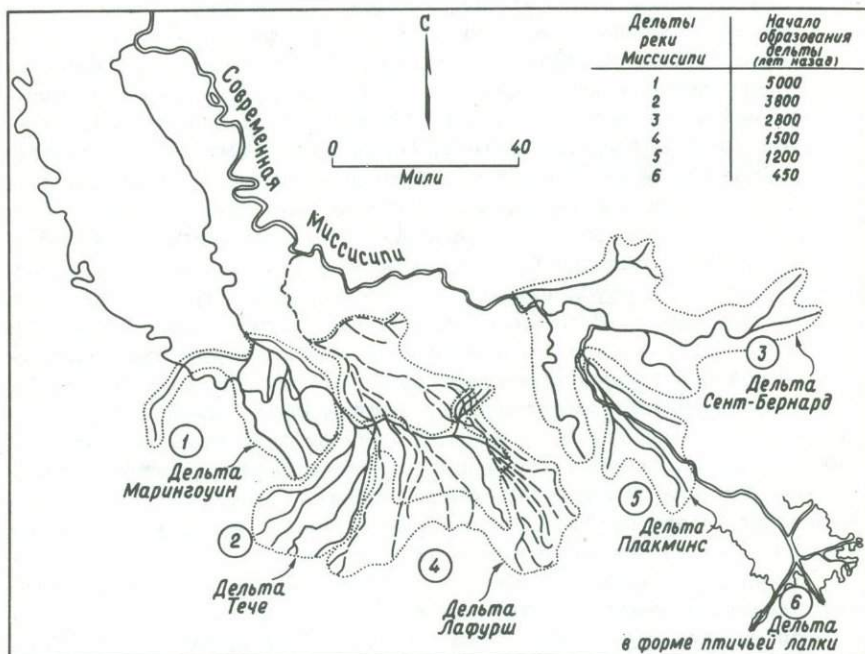 С
0 40
Мили
Дельты реки Миссисипи
Начало образования дельты (лет назад)
1 5000
2 3800
3 2800
4 1500
5 1200
6 450
Современная
Миссисипи
1
Дельта
Марингоуин
2
Дельта
Тече
4
Дельта
Лафурш
3
Дельта
Сент-Бернард
5
Дельта
Плакминс
6
Дельта
в форме птичьей лапки